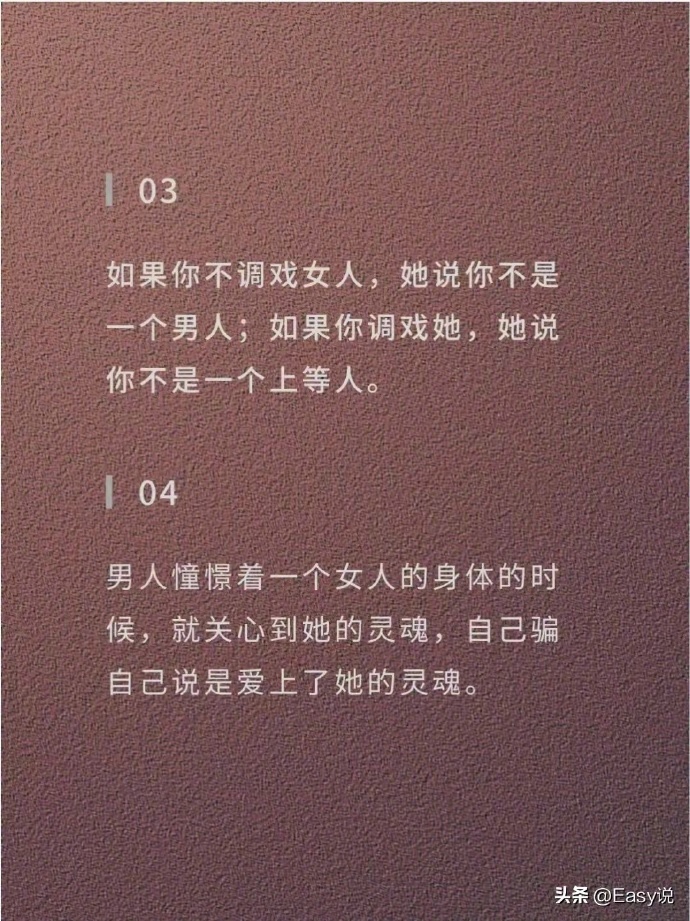 03
如果你不调戏女人，她说你不是
一个男人；如果你调戏她，她说
你不是一个上等人。
04
男人憧憬着一个女人的身体的时
候，就关心到她的灵魂，自己骗
自己说是爱上了她的灵魂。
头条 @Easy说